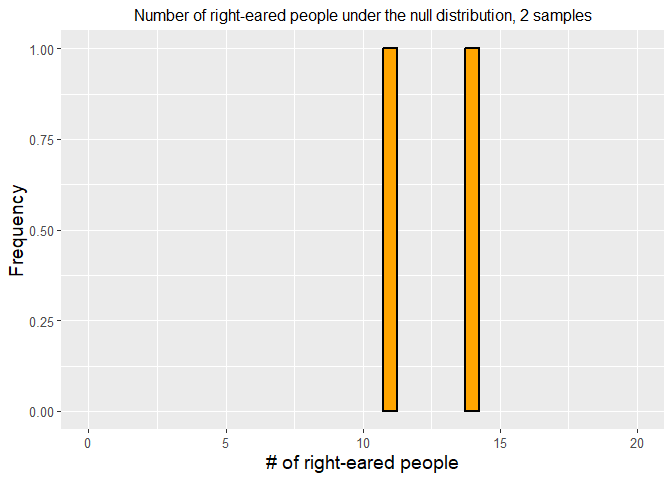 Number of right-eared people under the null distribution, 2 samples
1.00
0.75
0.50
0.25
0.00
Frequency
0 5 10 15 20
# of right-eared people